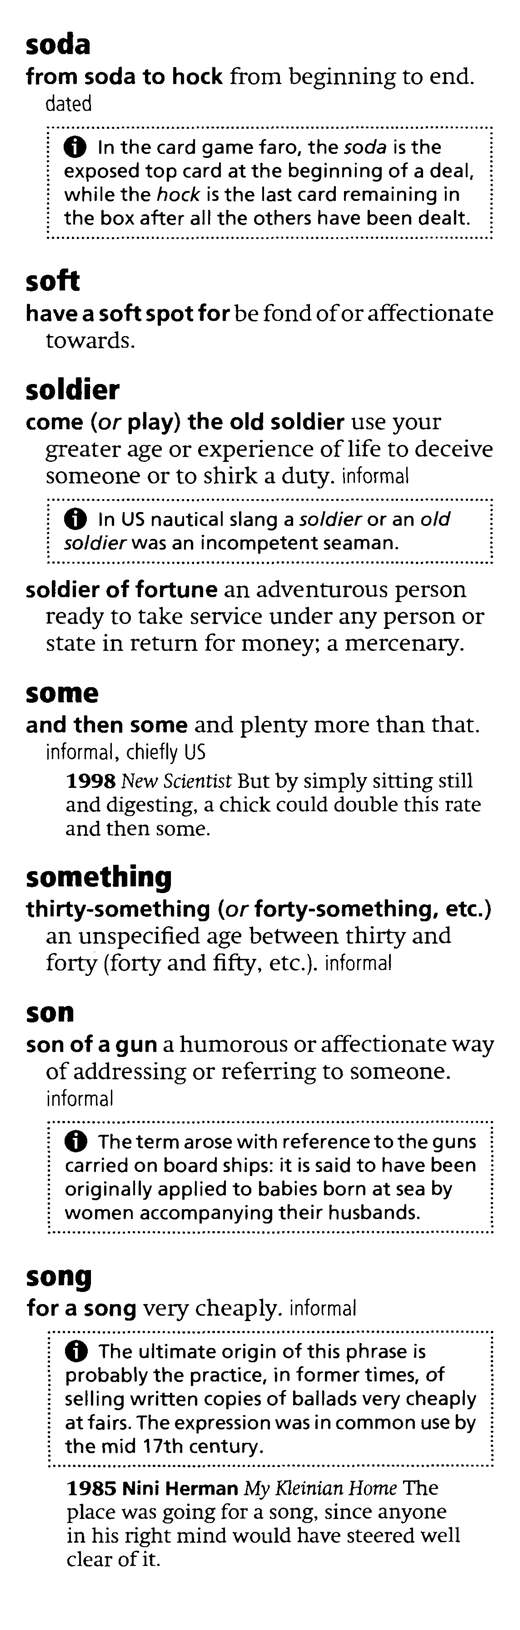 soda
from soda to hock from beginning to end.
dated
In the card game faro, the soda is the
exposed top card at the beginning of a deal,
while the hock is the last card remaining in
the box after all the others have been dealt.
soft
have a soft spot for be fond of or affectionate
towards.
soldier
come (or play) the old soldier use your
greater age or experience of life to deceive
someone or to shirk a duty. informal
In US nautical slang a soldier or an old
soldier was an incompetent seaman.
soldier of fortune an adventurous person
ready to take service under any person or
state in return for money; a mercenary.
some
and then some and plenty more than that.
informal, chiefly US
1998 New Scientist But by simply sitting still
and digesting, a chick could double this rate
and then some.
something
thirty-something (or forty-something, etc.)
an unspecified age between thirty and
forty (forty and fifty, etc.). informal
son
son of a gun a humorous or affectionate way
of addressing or referring to someone.
informal
The term arose with reference to the guns
carried on board ships: it is said to have been
originally applied to babies born at sea by
women accompanying their husbands.
song
for a song very cheaply. informal
The ultimate origin of this phrase is
probably the practice, in former times, of
selling written copies of ballads very cheaply
at fairs. The expression was in common use by
the mid 17th century.
1985 Nini Herman My Kleinian Home The
place was going for a song, since anyone
in his right mind would have steered well
clear of it.